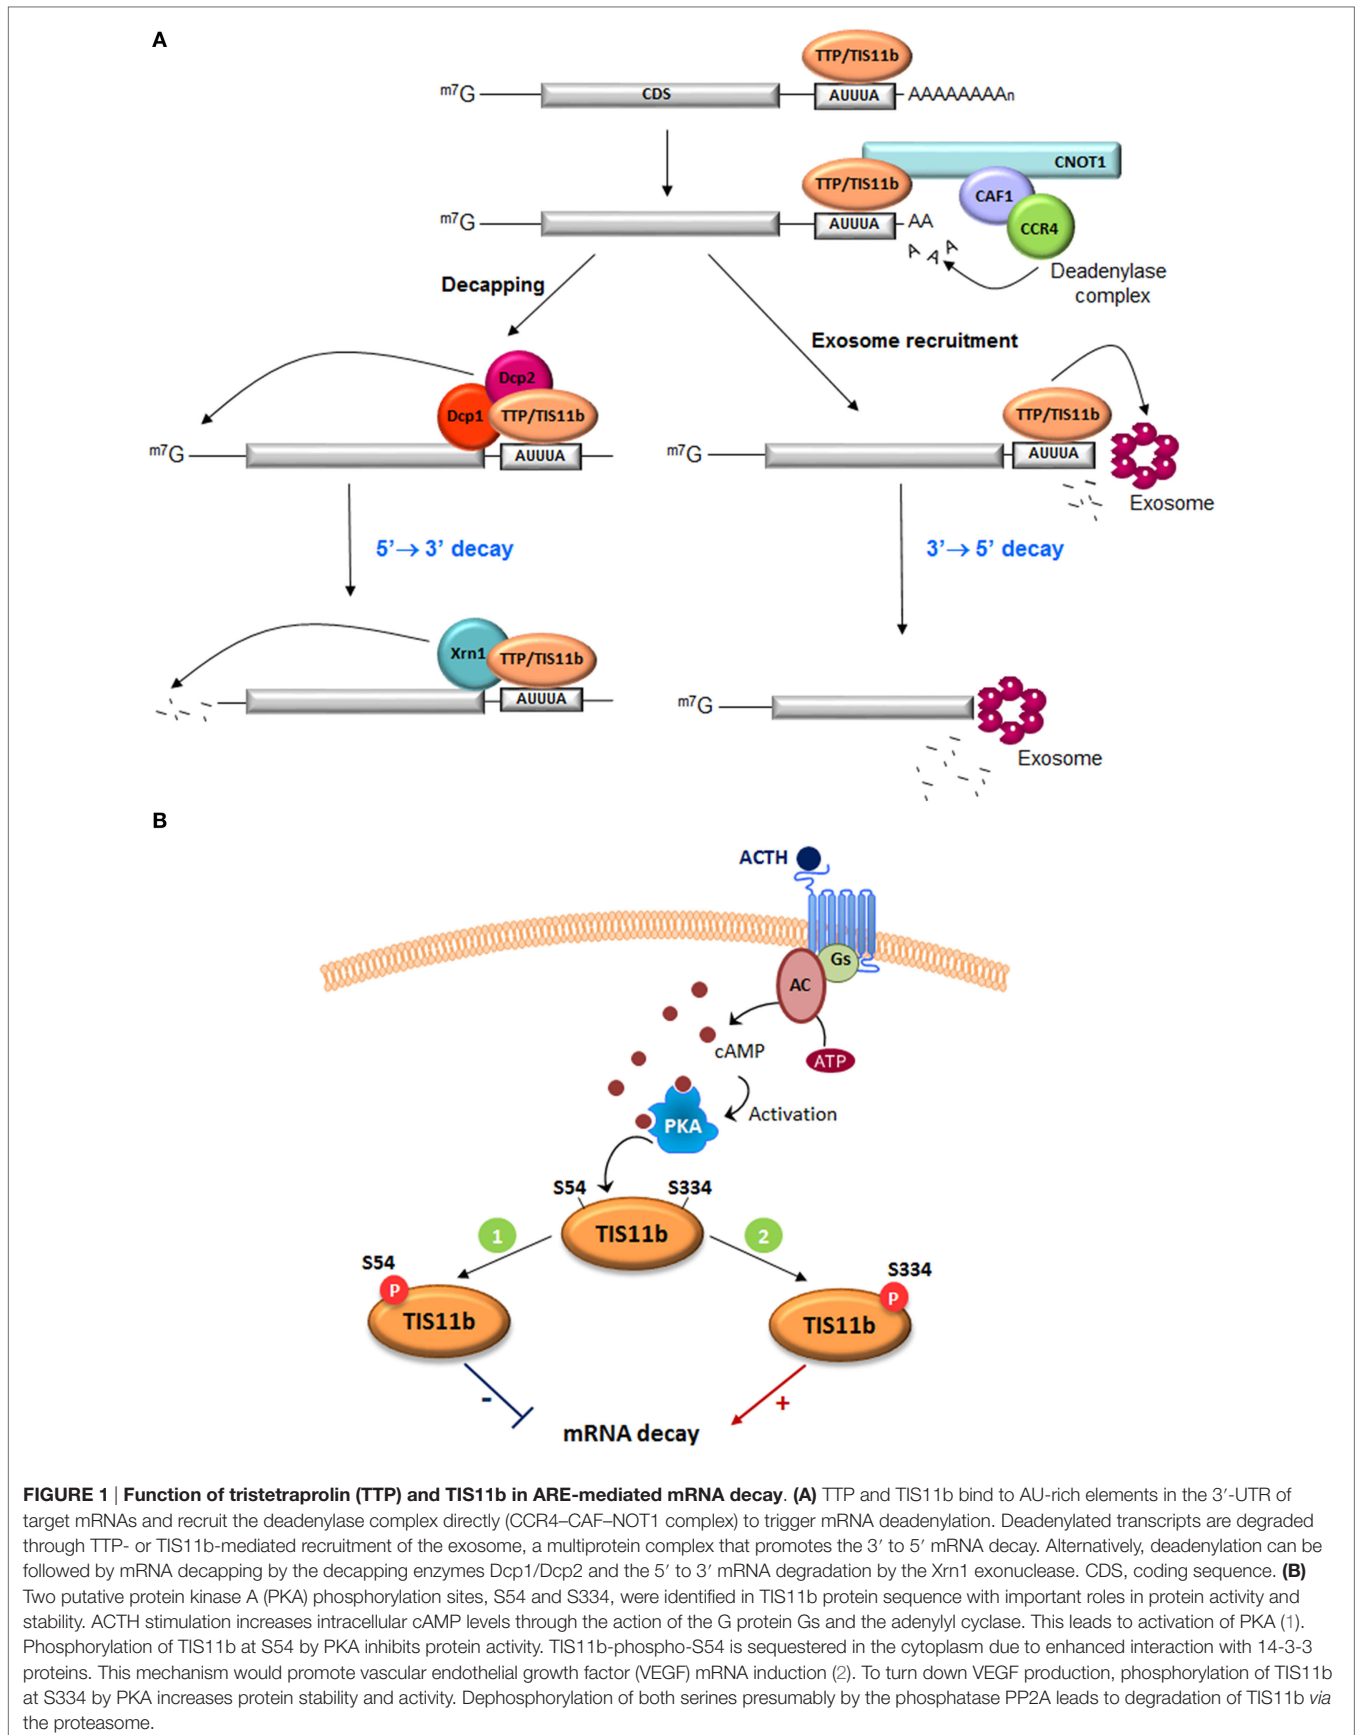 A
TTP/TIS11b
m7G CDS AUUUA AAAAAAAAn
CNOT1
TTP/TIS11b
CAF1
m7G AUUUA AA CCR4
A A A
Deadenylase
complex
Decapping
Exosome recruitment
Dcp2
Dcp1 TTP/TIS11b TTP/TIS11b
m7G AUUUA m7G AUUUA
Exosome
5’→ 3’ decay 3’→ 5’ decay
Xrn1 TTP/TIS11b
AUUUA m7G
Exosome
B
ACTH
Gs
AC
cAMP
ATP
Activation
PKA
S54 S334
TIS11b
1 2
S54 S334
P P
TIS11b TIS11b
- +
mRNA decay
FIGURE 1 | Function of tristetraprolin (TTP) and TIS11b in ARE-mediated mRNA decay. (A) TTP and TIS11b bind to AU-rich elements in the 3′-UTR of
target mRNAs and recruit the deadenylase complex directly (CCR4–CAF–NOT1 complex) to trigger mRNA deadenylation. Deadenylated transcripts are degraded
through TTP- or TIS11b-mediated recruitment of the exosome, a multiprotein complex that promotes the 3′ to 5′ mRNA decay. Alternatively, deadenylation can be
followed by mRNA decapping by the decapping enzymes Dcp1/Dcp2 and the 5′ to 3′ mRNA degradation by the Xrn1 exonuclease. CDS, coding sequence. (B)
Two putative protein kinase A (PKA) phosphorylation sites, S54 and S334, were identified in TIS11b protein sequence with important roles in protein activity and
stability. ACTH stimulation increases intracellular cAMP levels through the action of the G protein Gs and the adenylyl cyclase. This leads to activation of PKA (1).
Phosphorylation of TIS11b at S54 by PKA inhibits protein activity. TIS11b-phospho-S54 is sequestered in the cytoplasm due to enhanced interaction with 14-3-3
proteins. This mechanism would promote vascular endothelial growth factor (VEGF) mRNA induction (2). To turn down VEGF production, phosphorylation of TIS11b
at S334 by PKA increases protein stability and activity. Dephosphorylation of both serines presumably by the phosphatase PP2A leads to degradation of TIS11b via
the proteasome.